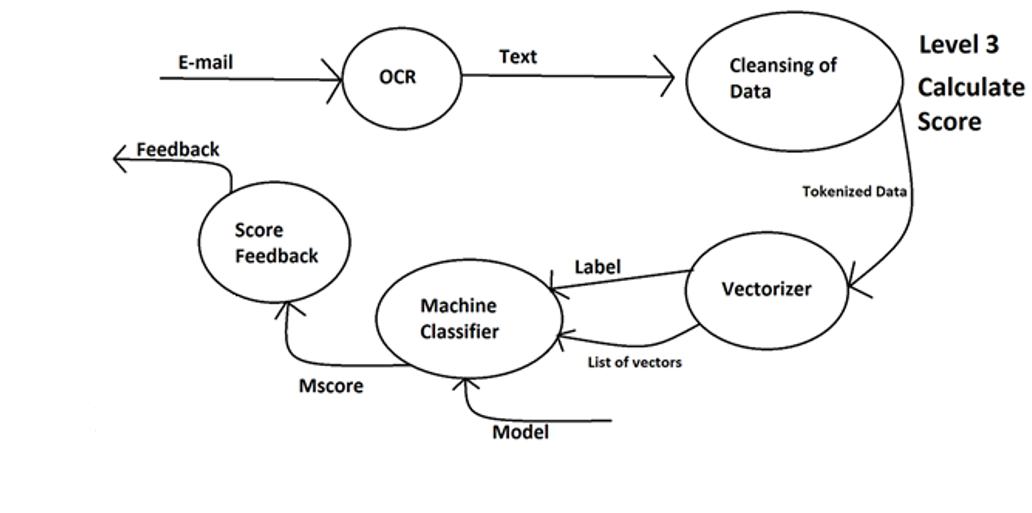 E-mail
OCR
Text
Cleansing of
Data
Level 3
Calculate
Score
Tokenized Data
Vectorizer
Label
List of vectors
Machine
Classifier
Model
Mscore
Score
Feedback
Feedback